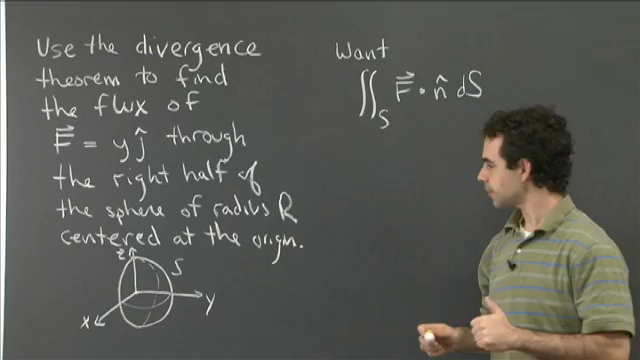 Use the divergence
theorem to find
the flux of
F⃗ = y ĵ through
the right half of
the sphere of radius R
centered at the origin.
z
S
x
y
Want
∬_S F⃗ · n̂ dS